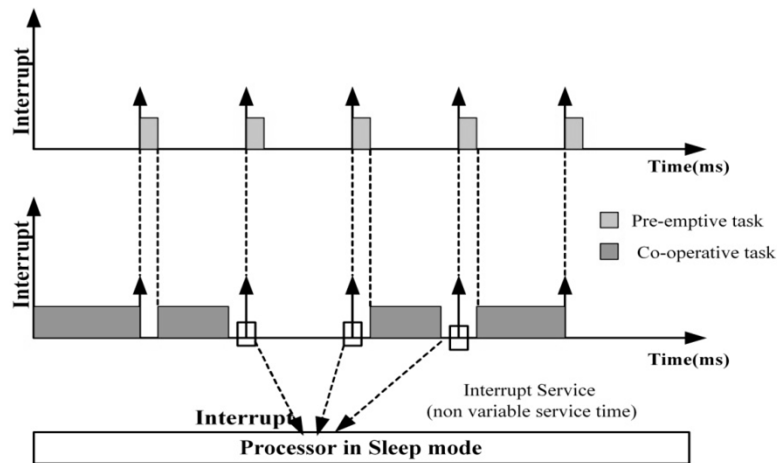 Interrupt
Time(ms)
Pre-emptive task
Co-operative task
Interrupt
Time(ms)
Interrupt Service
(non variable service time)
Interrupt
Processor in Sleep mode